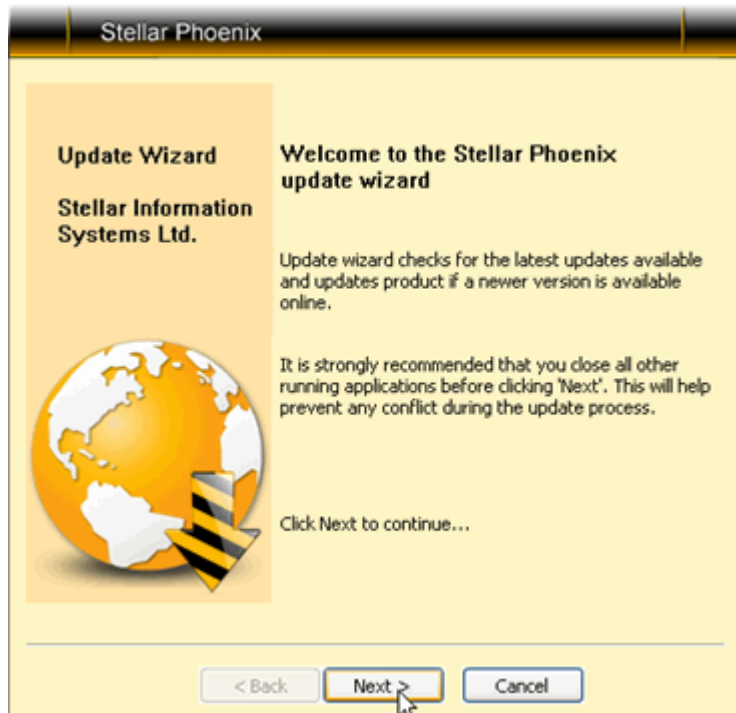 Stellar Phoenix
Update Wizard
Stellar Information
Systems Ltd.
Welcome to the Stellar Phoenix
update wizard
Update wizard checks for the latest updates available
and updates product if a newer version is available
online.
It is strongly recommended that you close all other
running applications before clicking 'Next'. This will help
prevent any conflict during the update process.
Click Next to continue...
< Back
Next >
Cancel